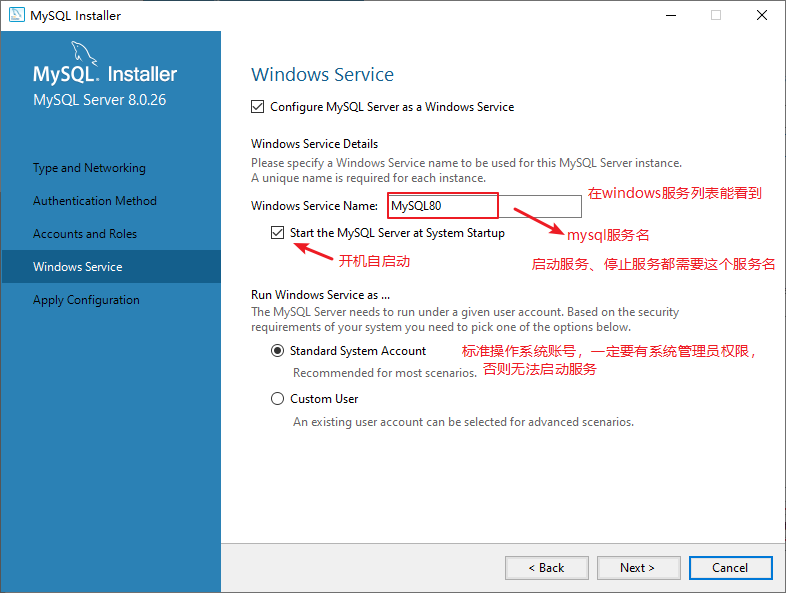 MySQL Installer
MySQL. Installer
MySQL Server 8.0.26
Type and Networking
Authentication Method
Accounts and Roles
Windows Service
Apply Configuration
Windows Service
Configure MySQL Server as a Windows Service
Windows Service Details
Please specify a Windows Service name to be used for this MySQL Server instance.
A unique name is required for each instance.
在windows服务列表能看到
Windows Service Name: MySQL80
Start the MySQL Server at System Startup
mysql服务名
开机自启动
启动服务、停止服务都需要这个服务名
Run Windows Service as ...
The MySQL Server needs to run under a given user account. Based on the security
requirements of your system you need to pick one of the options below.
Standard System Account
标准操作系统账号，一定要有系统管理员权限，
Recommended for most scenarios.
否则无法启动服务
Custom User
An existing user account can be selected for advanced scenarios.
< Back
Next >
Cancel